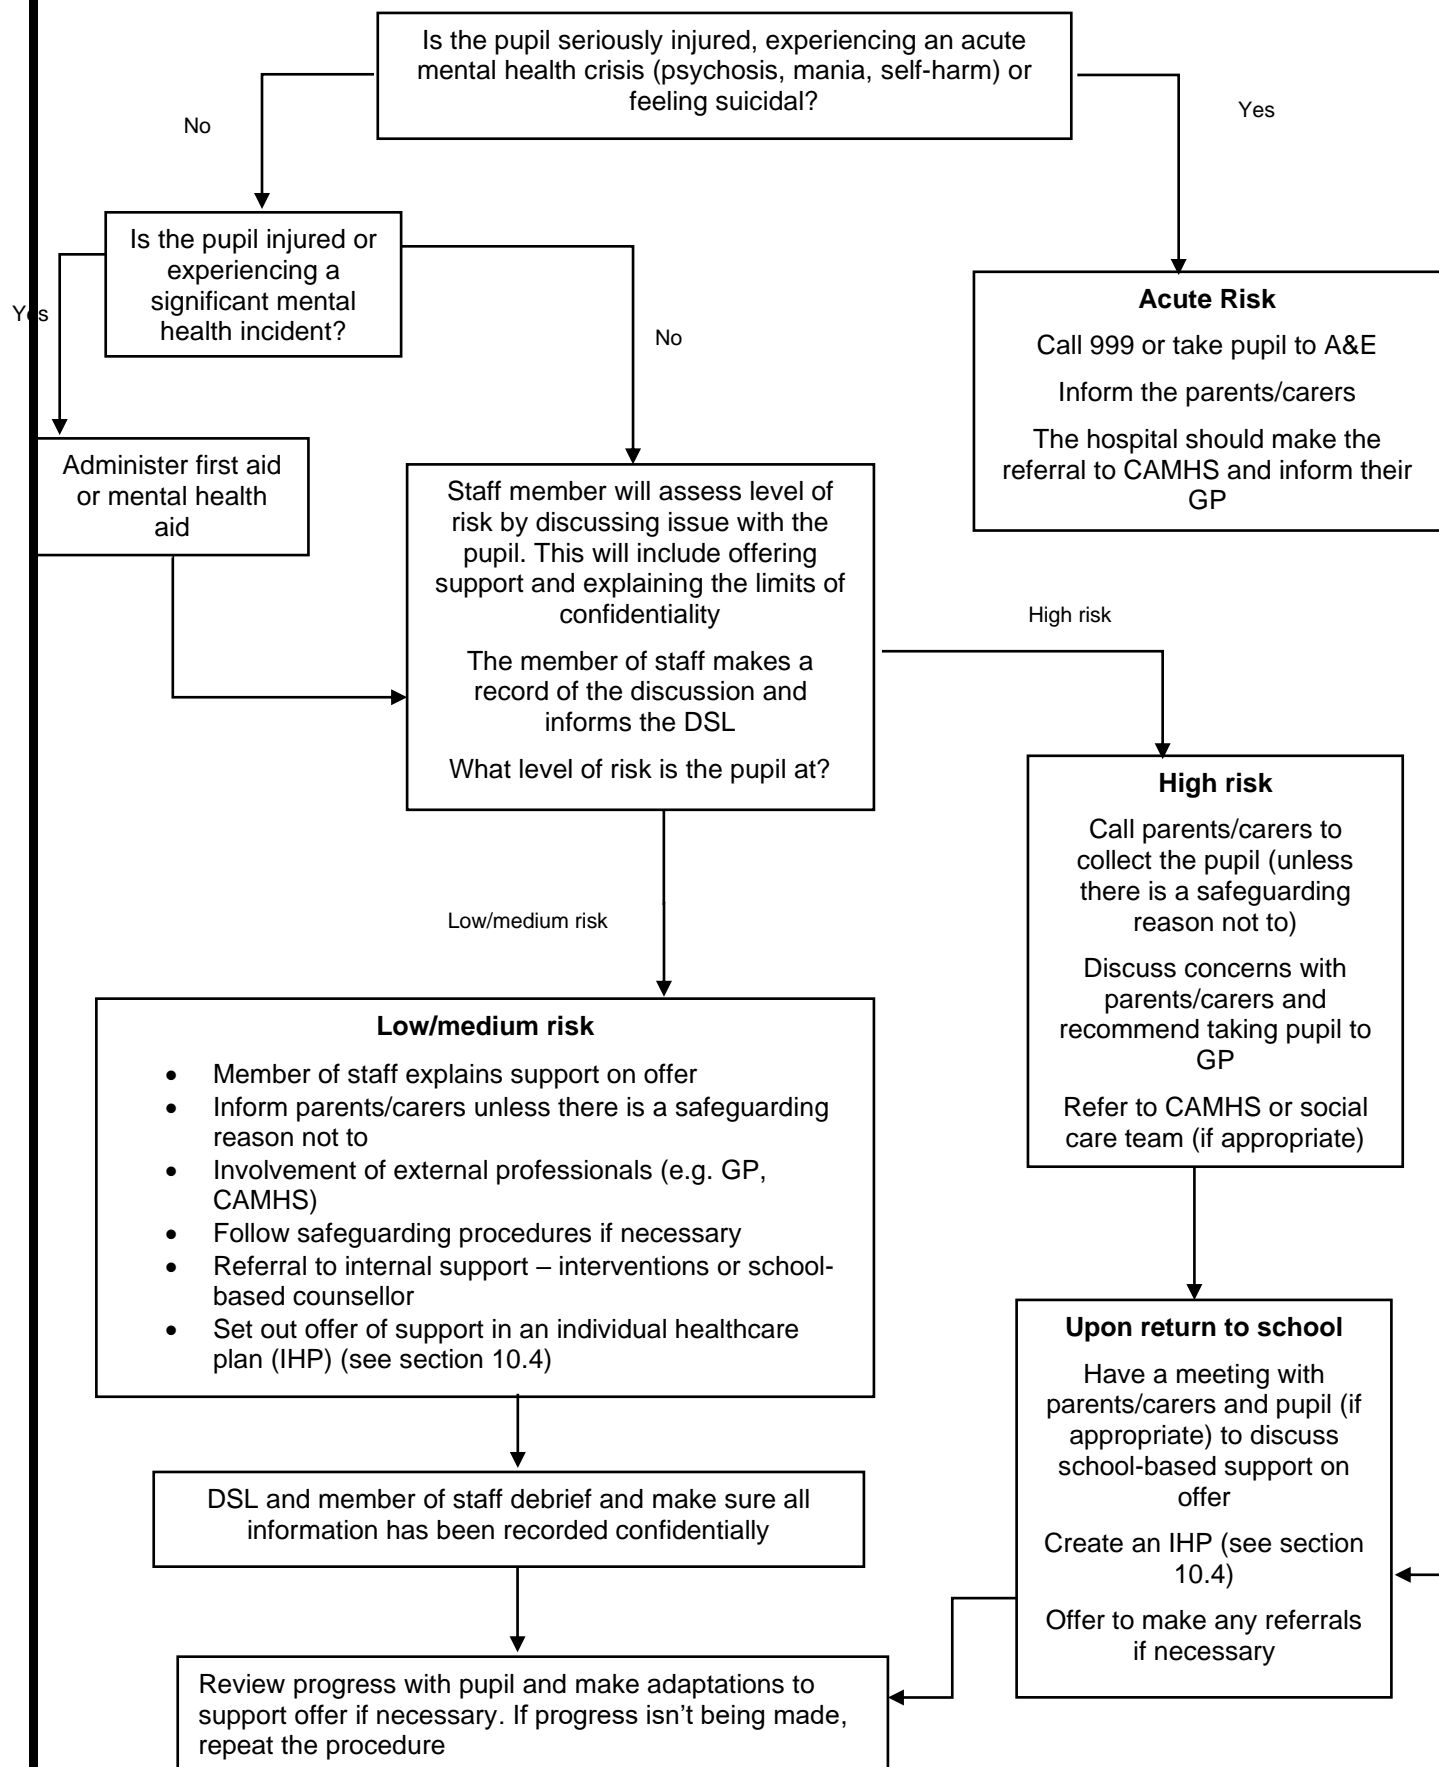 Is the pupil seriously injured, experiencing an acute
mental health crisis (psychosis, mania, self-harm) or
feeling suicidal?
No
Yes
Is the pupil injured or
experiencing a
significant mental
health incident?
Yes
No
Acute Risk
Call 999 or take pupil to A&E
Inform the parents/carers
The hospital should make the
referral to CAMHS and inform their
GP
Administer first aid
or mental health
aid
Staff member will assess level of
risk by discussing issue with the
pupil. This will include offering
support and explaining the limits of
confidentiality
The member of staff makes a
record of the discussion and
informs the DSL
What level of risk is the pupil at?
High risk
High risk
Call parents/carers to
collect the pupil (unless
there is a safeguarding
reason not to)
Discuss concerns with
parents/carers and
recommend taking pupil to
GP
Refer to CAMHS or social
care team (if appropriate)
Low/medium risk
Low/medium risk
• Member of staff explains support on offer
• Inform parents/carers unless there is a safeguarding
reason not to
• Involvement of external professionals (e.g. GP,
CAMHS)
• Follow safeguarding procedures if necessary
• Referral to internal support – interventions or school-
based counsellor
• Set out offer of support in an individual healthcare
plan (IHP) (see section 10.4)
Upon return to school
Have a meeting with
parents/carers and pupil (if
appropriate) to discuss
school-based support on
offer
Create an IHP (see section
10.4)
Offer to make any referrals
if necessary
DSL and member of staff debrief and make sure all
information has been recorded confidentially
Review progress with pupil and make adaptations to
support offer if necessary. If progress isn't being made,
repeat the procedure